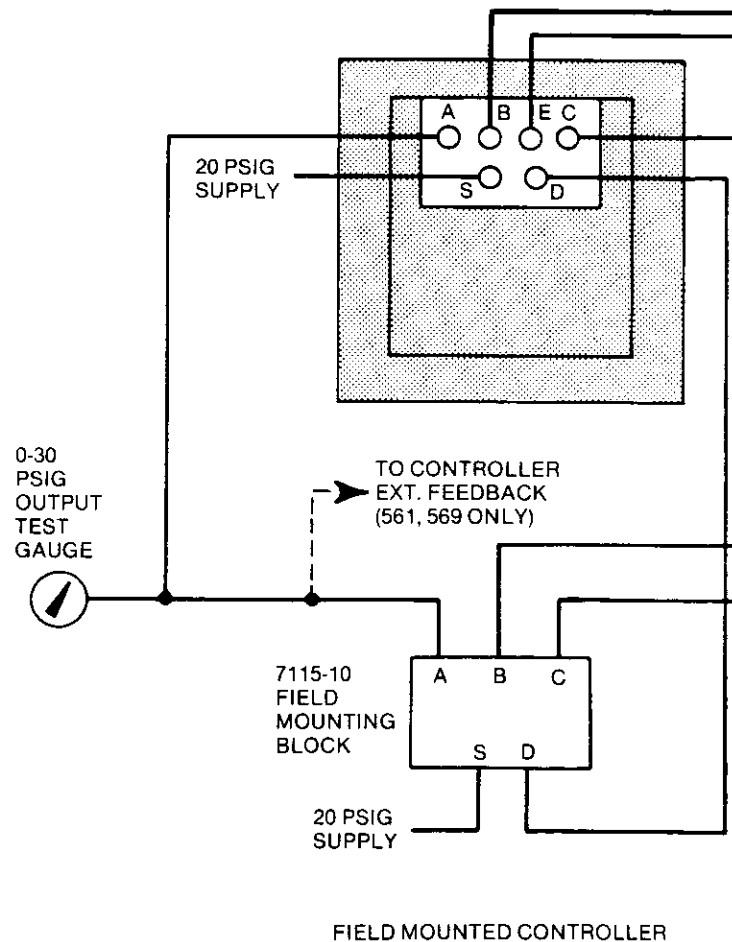 A B E C
20 PSIG
SUPPLY
S D
0-30
PSIG
OUTPUT
TEST
GAUGE
TO CONTROLLER
EXT. FEEDBACK
(561, 569 ONLY)
7115-10
FIELD
MOUNTING
BLOCK
A B C
S D
20 PSIG
SUPPLY
FIELD MOUNTED CONTROLLER